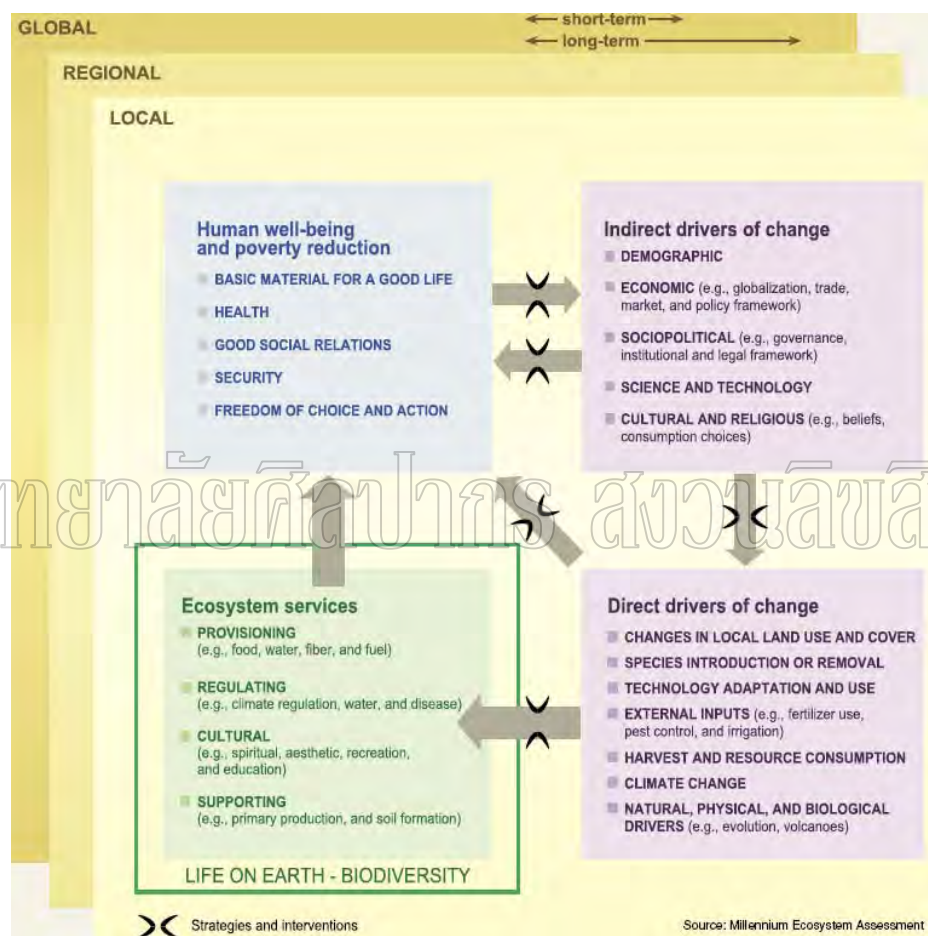 GLOBAL
short-term
long-term
REGIONAL
LOCAL
Human well-being
and poverty reduction
BASIC MATERIAL FOR A GOOD LIFE
HEALTH
GOOD SOCIAL RELATIONS
SECURITY
FREEDOM OF CHOICE AND ACTION
Indirect drivers of change
DEMOGRAPHIC
ECONOMIC (e.g., globalization, trade,
market, and policy framework)
SOCIOPOLITICAL (e.g., governance,
institutional and legal framework)
SCIENCE AND TECHNOLOGY
CULTURAL AND RELIGIOUS (e.g., beliefs,
consumption choices)
Ecosystem services
PROVISIONING
(e.g., food, water, fiber, and fuel)
REGULATING
(e.g., climate regulation, water, and disease)
CULTURAL
(e.g., spiritual, aesthetic, recreation,
and education)
SUPPORTING
(e.g., primary production, and soil formation)
LIFE ON EARTH - BIODIVERSITY
Direct drivers of change
CHANGES IN LOCAL LAND USE AND COVER
SPECIES INTRODUCTION OR REMOVAL
TECHNOLOGY ADAPTATION AND USE
EXTERNAL INPUTS (e.g., fertilizer use,
pest control, and irrigation)
HARVEST AND RESOURCE CONSUMPTION
CLIMATE CHANGE
NATURAL, PHYSICAL, AND BIOLOGICAL
DRIVERS (e.g., evolution, volcanoes)
Strategies and interventions
Source: Millennium Ecosystem Assessment